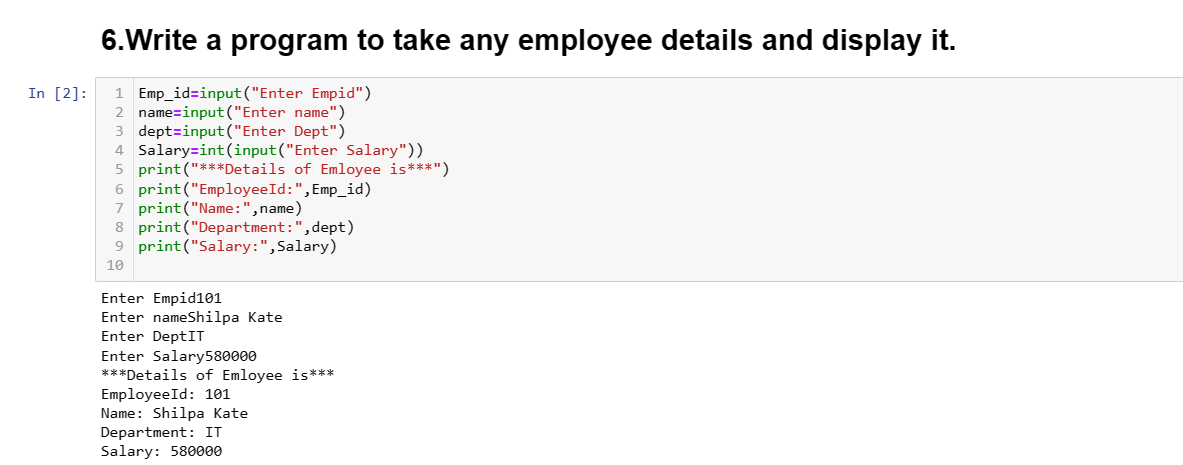 6.Write a program to take any employee details and display it.
In [2]:
1 Emp_id=input("Enter Empid")
2 name=input("Enter name")
3 dept=input("Enter Dept")
4 Salary=int(input("Enter Salary"))
5 print("***Details of Emloyee is***")
6 print("EmployeeId:",Emp_id)
7 print("Name:",name)
8 print("Department:",dept)
9 print("Salary:",Salary)
10
Enter Empid101
Enter nameShilpa Kate
Enter DeptIT
Enter Salary580000
***Details of Emloyee is***
EmployeeId: 101
Name: Shilpa Kate
Department: IT
Salary: 580000